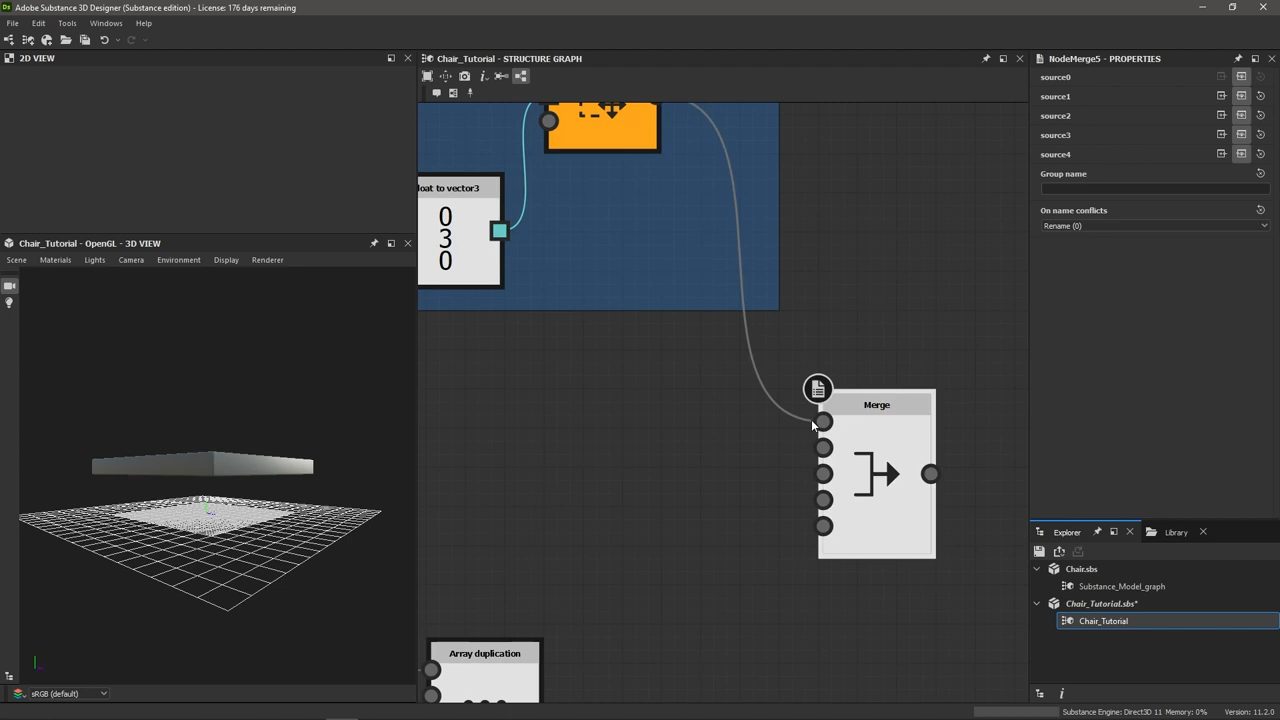 Ds Adobe Substance 3D Designer (Substance edition) - License: 176 days remaining
File Edit Tools Windows Help
2D VIEW
Chair_Tutorial - OpenGL - 3D VIEW
Scene Materials Lights Camera Environment Display Renderer
sRGB (default)
Chair_Tutorial - STRUCTURE GRAPH
loat to vector3
0
3
0
Merge
Array duplication
NodeMerge5 - PROPERTIES
source0
source1
source2
source3
source4
Group name
On name conflicts
Rename (0)
Explorer Library
Chair.sbs
Substance_Model_graph
Chair_Tutorial.sbs*
Chair_Tutorial
Substance Engine: Direct3D 11 Memory: 0% Version: 11.2.0